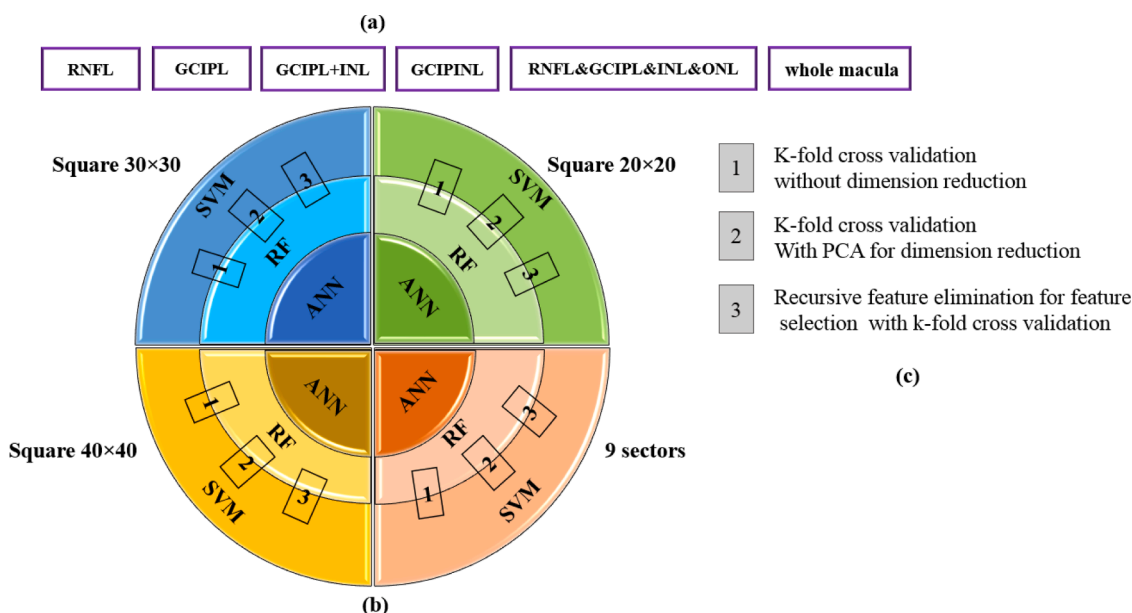 (a)
RNFL
GCIPL
GCIPL+INL
GCIPINL
RNFL&GCIPL&INL&ONL
whole macula
Square 30×30
SVM
1
2
3
RF
ANN
Square 20×20
SVM
1
2
3
RF
ANN
Square 40×40
SVM
1
2
3
RF
ANN
9 sectors
SVM
1
2
3
RF
ANN
(b)
1
K-fold cross validation
without dimension reduction
2
K-fold cross validation
With PCA for dimension reduction
3
Recursive feature elimination for feature
selection with k-fold cross validation
(c)